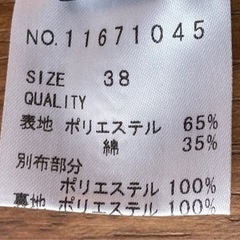 NO.11671045
SIZE 38
QUALITY
表地 ポリエステル 65%
綿 35%
別布部分
ポリエステル 100%
裏地 ポリエステル 100%